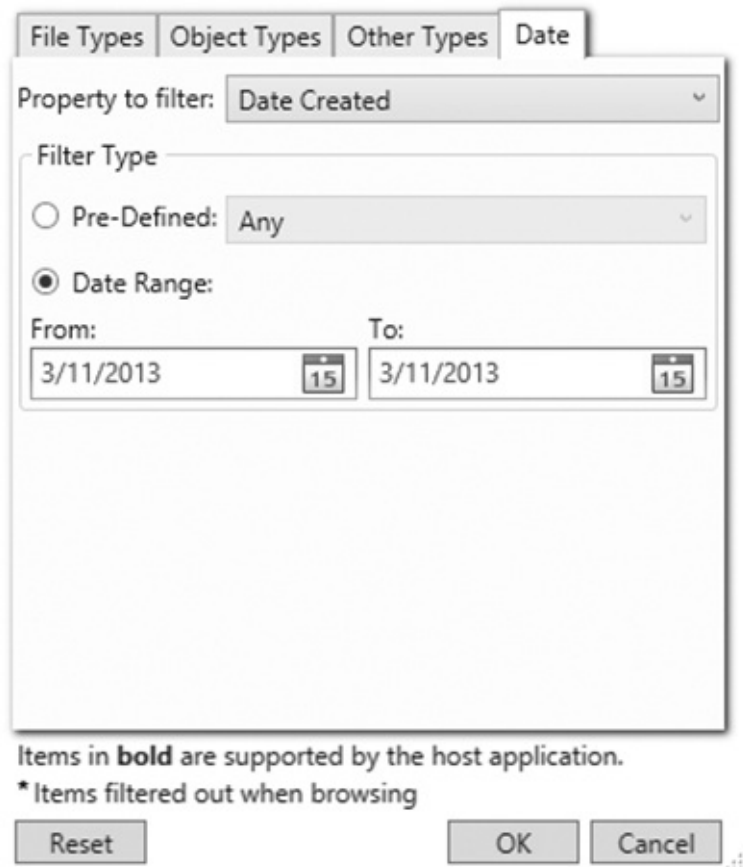 File Types Object Types Other Types Date
Property to filter: Date Created
Filter Type
Pre-Defined: Any
Date Range:
From: To:
3/11/2013 15 3/11/2013 15
Items in bold are supported by the host application.
* Items filtered out when browsing
Reset OK Cancel